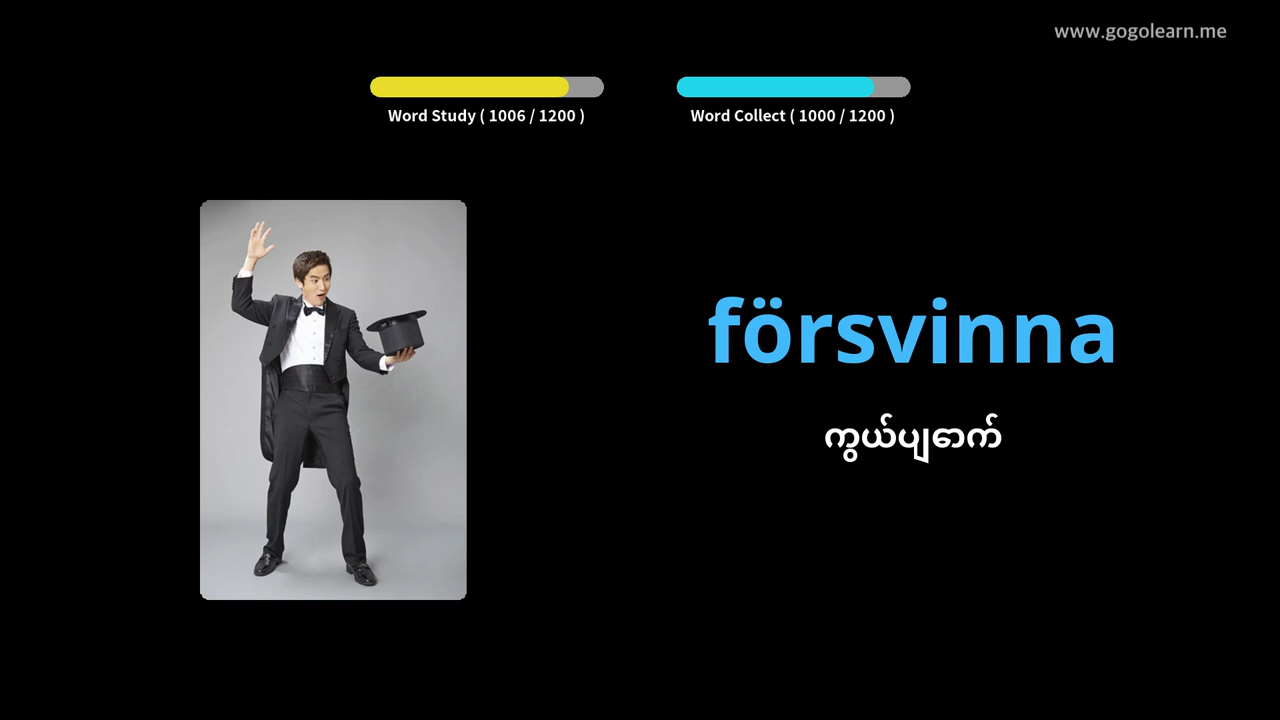 www.gogolearn.me
Word Study ( 1006 / 1200 )
Word Collect ( 1000 / 1200 )
försvinna
ကွယ်ပျောက်